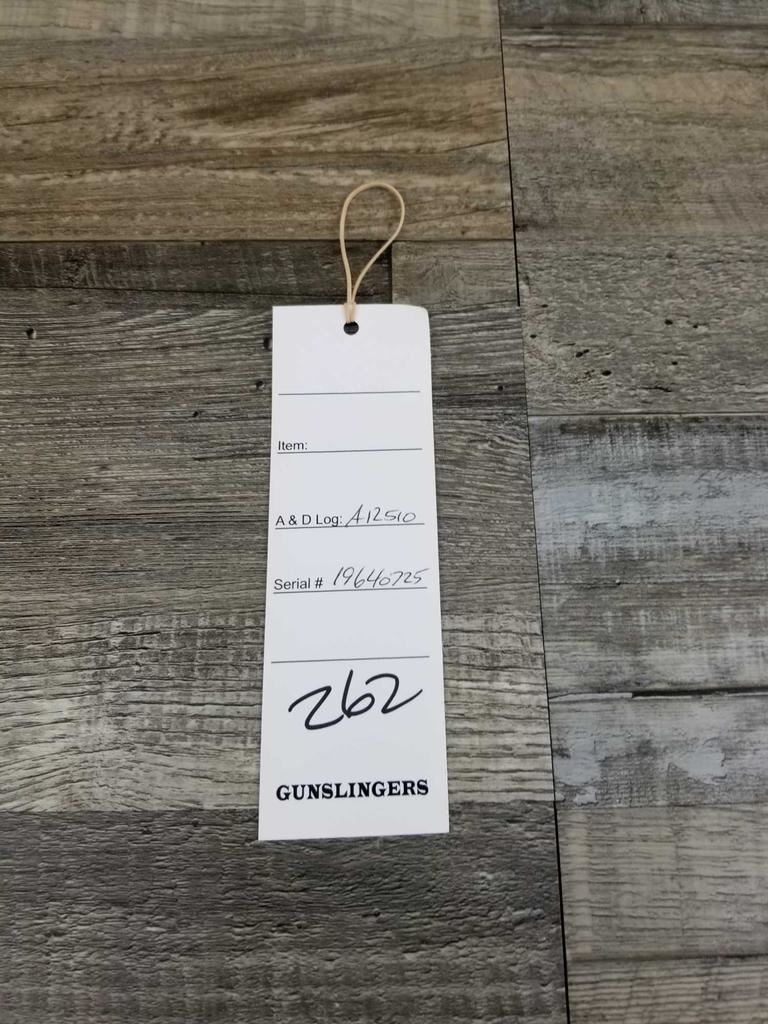 Item:
A & D Log: A12510
Serial # 19640725
262
GUNSLINGERS